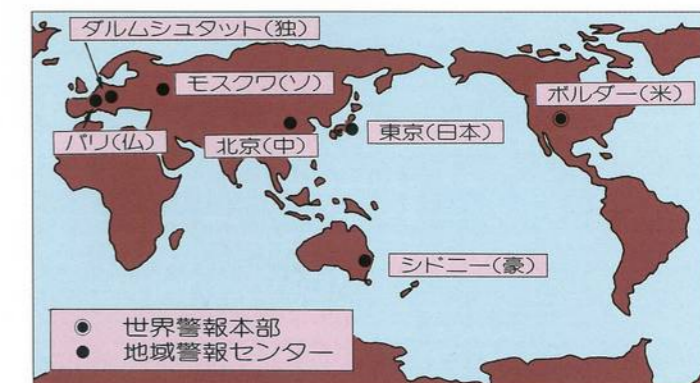 ダルムシュタット(独)
モスクワ(ソ)
ボルダー(米)
パリ(仏)
北京(中)
東京(日本)
シドニー(豪)
世界警報本部
地域警報センター